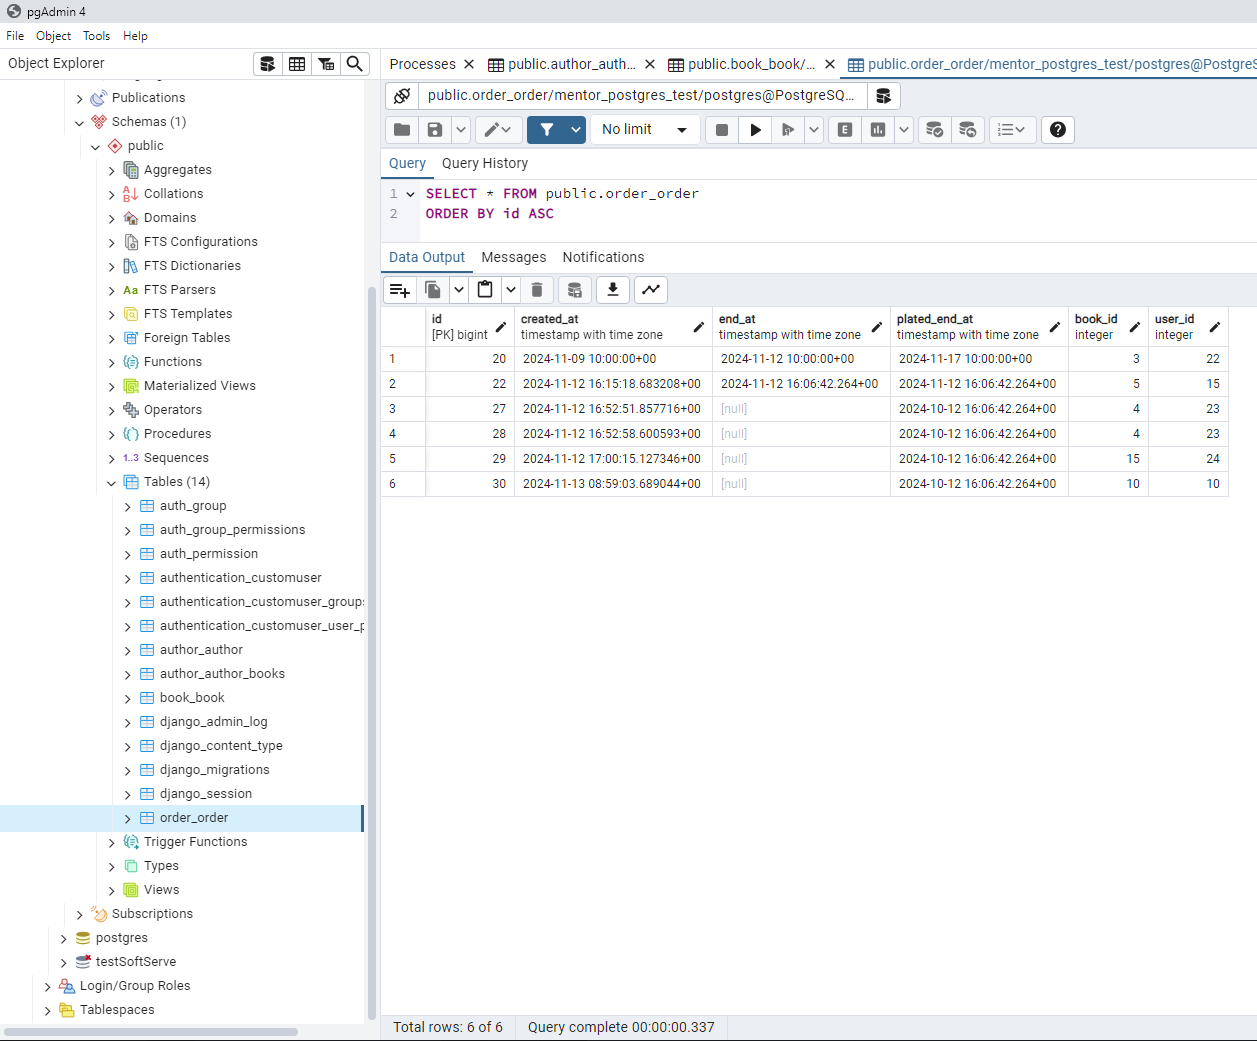 pgAdmin 4
File Object Tools Help
Object Explorer
Publications
Schemas (1)
public
Aggregates
Collations
Domains
FTS Configurations
FTS Dictionaries
Aa FTS Parsers
FTS Templates
Foreign Tables
Functions
Materialized Views
Operators
Procedures
1..3 Sequences
Tables (14)
auth_group
auth_group_permissions
auth_permission
authentication_customuser
authentication_customuser_groups
authentication_customuser_user_p
author_author
author_author_books
book_book
django_admin_log
django_content_type
django_migrations
django_session
order_order
Trigger Functions
Types
Views
Subscriptions
postgres
testSoftServe
Login/Group Roles
Tablespaces
Processes public.author_auth... public.book_book/... public.order_order/mentor_postgres_test/postgres@PostgreS
public.order_order/mentor_postgres_test/postgres@PostgreSQ...
No limit E
Query Query History
1 SELECT * FROM public.order_order
2 ORDER BY id ASC
Data Output Messages Notifications
id created_at end_at plated_end_at book_id user_id
[PK] bigint timestamp with time zone timestamp with time zone timestamp with time zone integer integer
1 20 2024-11-09 10:00:00+00 2024-11-12 10:00:00+00 2024-11-17 10:00:00+00 3 22
2 22 2024-11-12 16:15:18.683208+00 2024-11-12 16:06:42.264+00 2024-11-12 16:06:42.264+00 5 15
3 27 2024-11-12 16:52:51.857716+00 [null] 2024-10-12 16:06:42.264+00 4 23
4 28 2024-11-12 16:52:58.600593+00 [null] 2024-10-12 16:06:42.264+00 4 23
5 29 2024-11-12 17:00:15.127346+00 [null] 2024-10-12 16:06:42.264+00 15 24
6 30 2024-11-13 08:59:03.689044+00 [null] 2024-10-12 16:06:42.264+00 10 10
Total rows: 6 of 6 Query complete 00:00:00.337